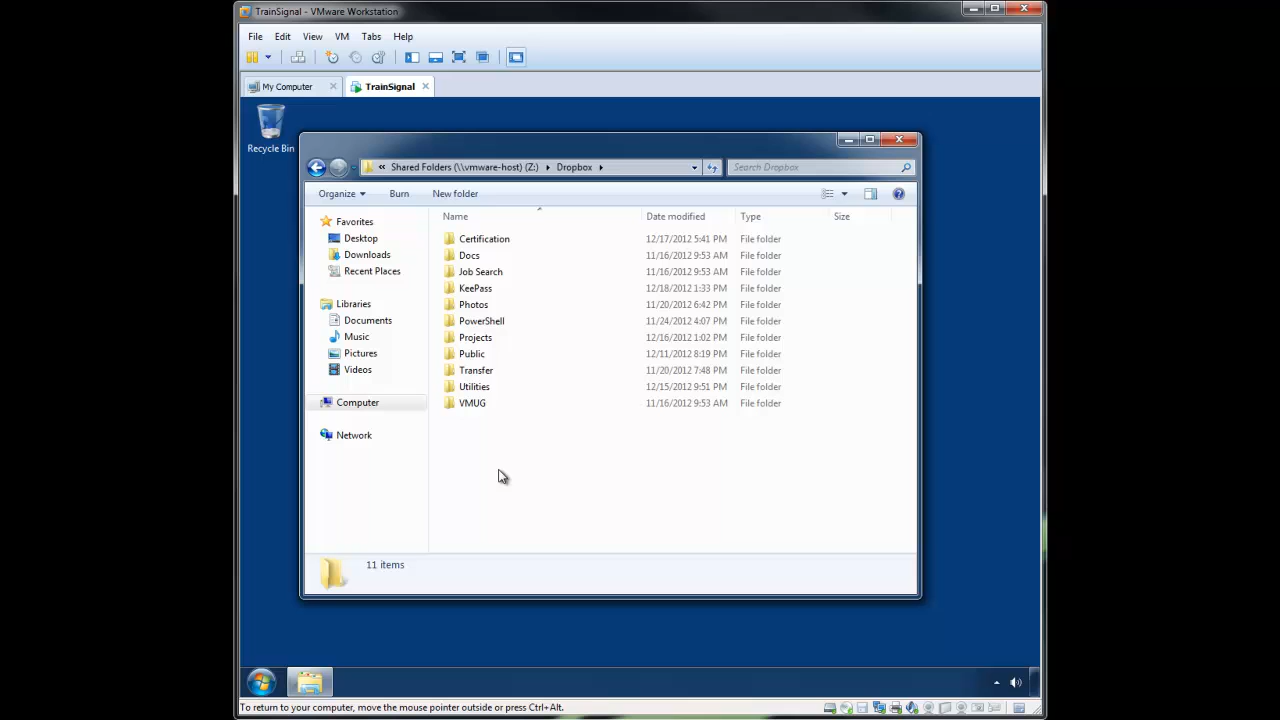 TrainSignal - VMware Workstation
File Edit View VM Tabs Help
My Computer TrainSignal
Recycle Bin
« Shared Folders (\\vmware-host) (Z:) Dropbox Search Dropbox
Organize Burn New folder
Name Date modified Type Size
Favorites
Desktop
Downloads
Recent Places
Libraries
Documents
Music
Pictures
Videos
Computer
Network
Certification 12/17/2012 5:41 PM File folder
Docs 11/16/2012 9:53 AM File folder
Job Search 11/16/2012 9:53 AM File folder
KeePass 12/18/2012 1:33 PM File folder
Photos 11/20/2012 6:42 PM File folder
PowerShell 11/24/2012 4:07 PM File folder
Projects 12/16/2012 1:02 PM File folder
Public 12/11/2012 8:19 PM File folder
Transfer 11/20/2012 7:48 PM File folder
Utilities 12/15/2012 9:51 PM File folder
VMUG 11/16/2012 9:53 AM File folder
11 items
To return to your computer, move the mouse pointer outside or press Ctrl+Alt.